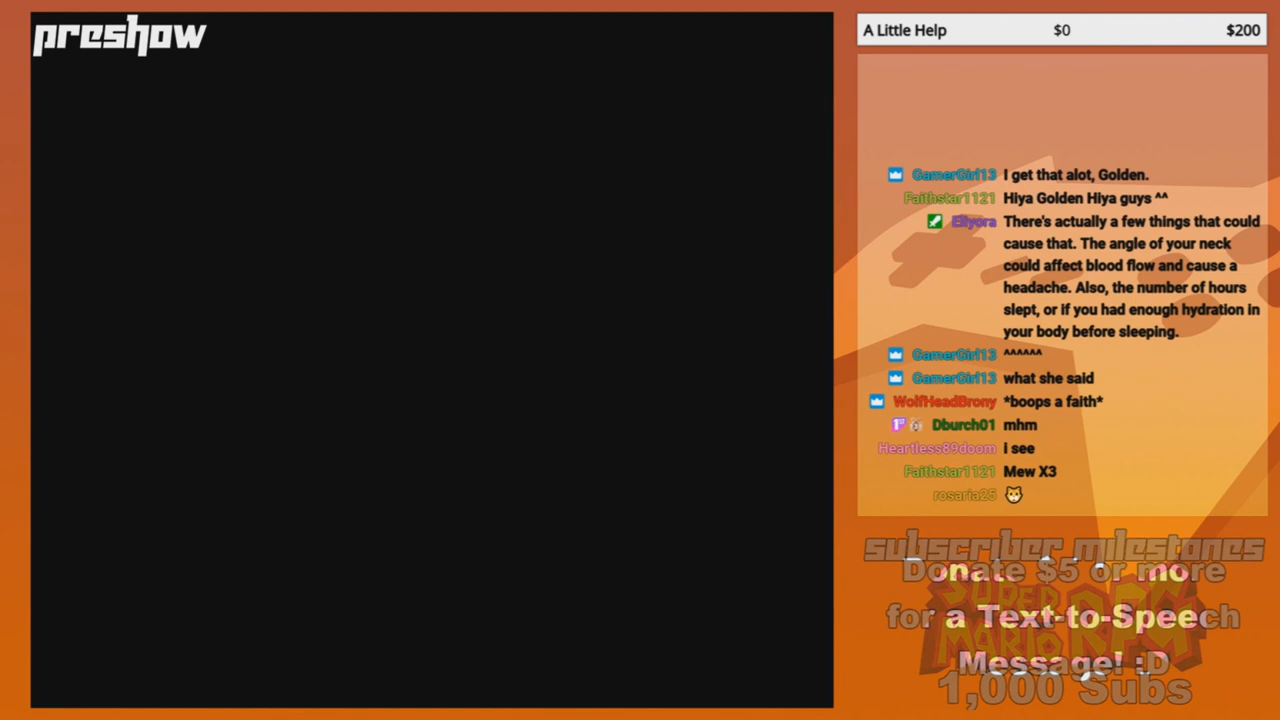 preshow
A Little Help $0 $200
GamerGirl13 I get that alot, Golden.
Faithstar1121 Hiya Golden Hiya guys ^^
Ellyora There's actually a few things that could
cause that. The angle of your neck
could affect blood flow and cause a
headache. Also, the number of hours
slept, or if you had enough hydration in
your body before sleeping.
GamerGirl13 ^^^^^^
GamerGirl13 what she said
WolfHeadBrony *boops a faith*
Dburch01 mhm
Heartless89doom i see
Faithstar1121 Mew X3
rosaria25 🐱
subscriber milestones
Donate $5 or more
for a Text-to-Speech
Message! :D
SUPER
MARIO RPG
1,000 Subs